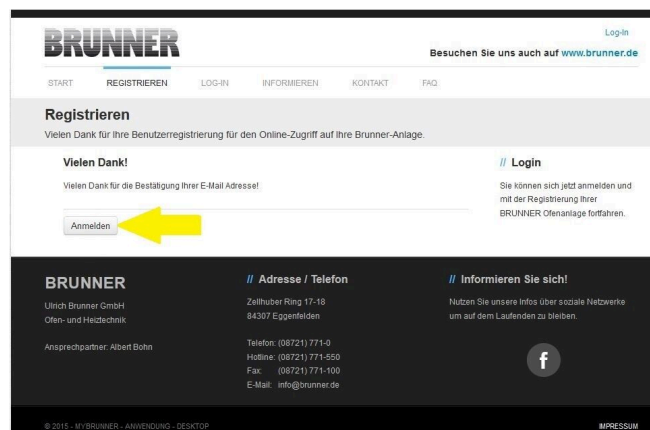 BRUNNER
Log-In
Besuchen Sie uns auch auf www.brunner.de
START REGISTRIEREN LOG-IN INFORMIEREN KONTAKT FAQ
Registrieren
Vielen Dank für Ihre Benutzerregistrierung für den Online-Zugriff auf Ihre Brunner-Anlage.
Vielen Dank!
Vielen Dank für die Bestätigung Ihrer E-Mail Adresse!
Anmelden
// Login
Sie können sich jetzt anmelden und
mit der Registrierung Ihrer
BRUNNER Ofenanlage fortfahren.
BRUNNER
Ulrich Brunner GmbH
Ofen- und Heiztechnik
Ansprechpartner: Albert Bohn
// Adresse / Telefon
Zellhuber Ring 17-18
84307 Eggenfelden
Telefon: (08721) 771-0
Hotline: (08721) 771-550
Fax: (08721) 771-100
E-Mail: info@brunner.de
// Informieren Sie sich!
Nutzen Sie unsere Infos über soziale Netzwerke
um auf dem Laufenden zu bleiben.
f
© 2015 - MYBRUNNER - ANWENDUNG - DESKTOP
IMPRESSUM